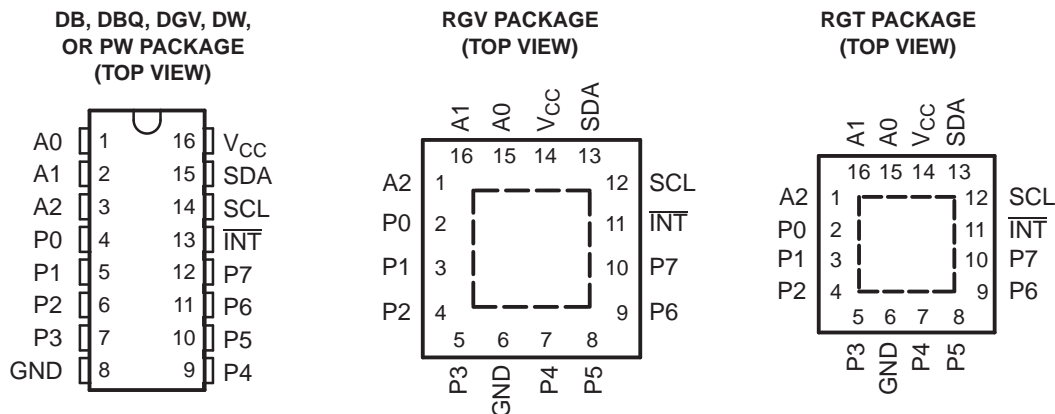 DB, DBQ, DGV, DW,
OR PW PACKAGE
(TOP VIEW)
A0 1 16 VCC
A1 2 15 SDA
A2 3 14 SCL
P0 4 13 I̅N̅T̅
P1 5 12 P7
P2 6 11 P6
P3 7 10 P5
GND 8 9 P4
RGV PACKAGE
(TOP VIEW)
A1 A0 VCC SDA
16 15 14 13
A2 1 12 SCL
P0 2 11 I̅N̅T̅
P1 3 10 P7
P2 4 9 P6
5 6 7 8
P3 GND P4 P5
RGT PACKAGE
(TOP VIEW)
A1 A0 VCC SDA
16 15 14 13
A2 1 12 SCL
P0 2 11 I̅N̅T̅
P1 3 10 P7
P2 4 9 P6
5 6 7 8
P3 GND P4 P5